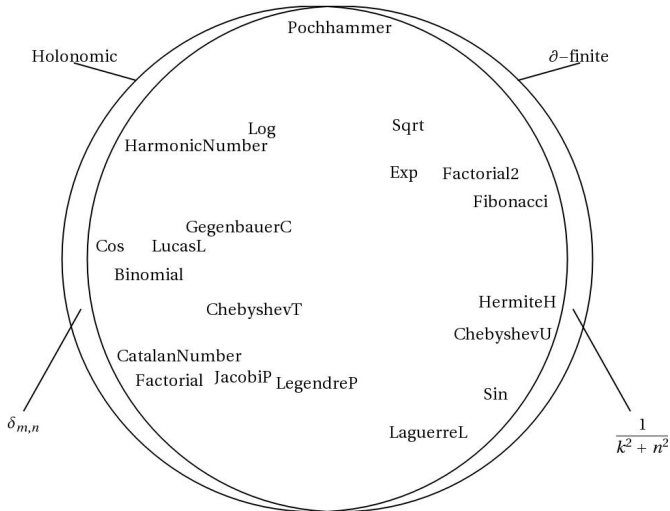 Pochhammer
Holonomic
∂−finite
Log
Sqrt
HarmonicNumber
Exp
Factorial2
Fibonacci
GegenbauerC
Cos
LucasL
Binomial
HermiteH
ChebyshevT
ChebyshevU
CatalanNumber
JacobiP
Factorial
LegendreP
Sin
δm,n
LaguerreL
1
k² + n²